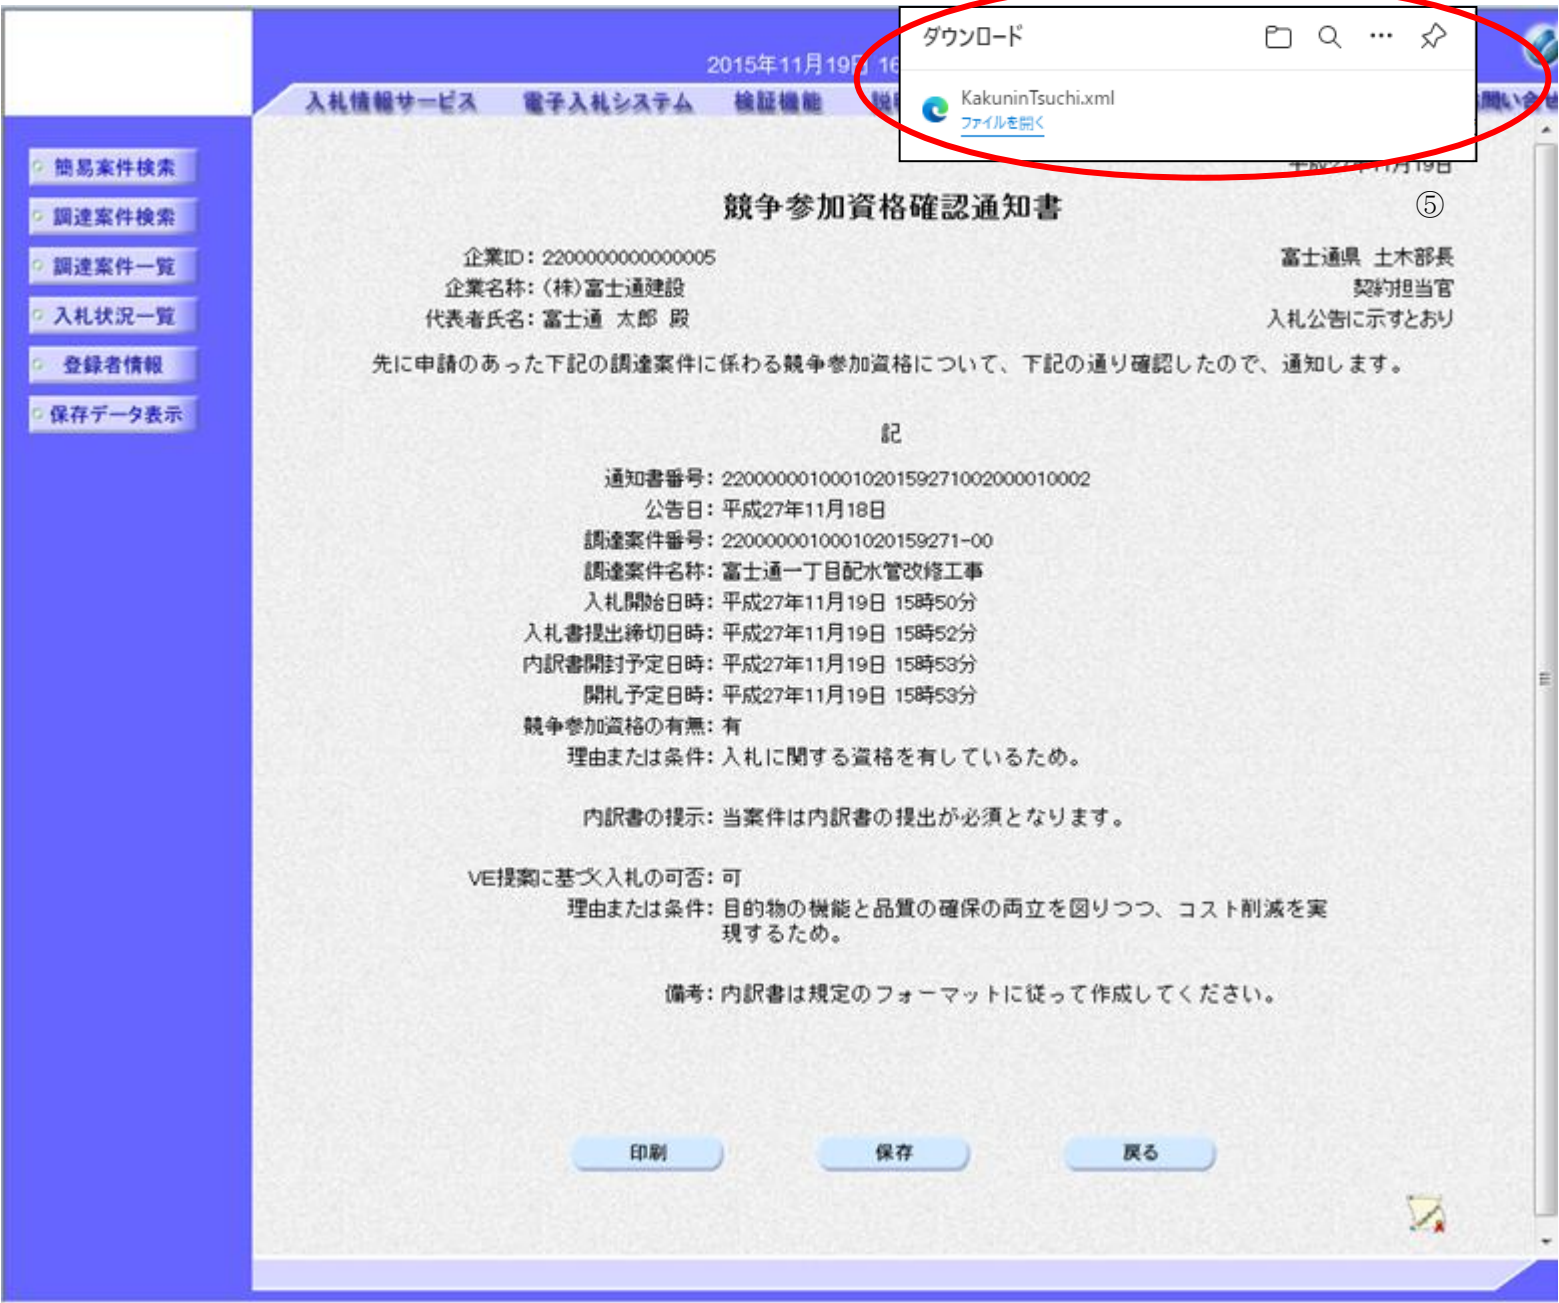 ダウンロード
2015年11月19日 16
KakuninTsuchi.xml
ファイルを開く
入札情報サービス 電子入札システム 検証機能
簡易案件検索
調達案件検索
調達案件一覧
入札状況一覧
登録者情報
保存データ表示
平成27年11月19日
競争参加資格確認通知書
⑤
企業ID: 2200000000000005
富士通県 土木部長
企業名称: (株)富士通建設
契約担当官
代表者氏名: 富士通 太郎 殿
入札公告に示すとおり
先に申請のあった下記の調達案件に係わる競争参加資格について、下記の通り確認したので、通知します。
記
通知書番号: 2200000010001020159271002000010002
公告日: 平成27年11月18日
調達案件番号: 2200000010001020159271-00
調達案件名称: 富士通一丁目配水管改修工事
入札開始日時: 平成27年11月19日 15時50分
入札書提出締切日時: 平成27年11月19日 15時52分
内訳書開封予定日時: 平成27年11月19日 15時53分
開札予定日時: 平成27年11月19日 15時53分
競争参加資格の有無: 有
理由または条件: 入札に関する資格を有しているため。
内訳書の提示: 当案件は内訳書の提出が必須となります。
VE提案に基づく入札の可否: 可
理由または条件: 目的物の機能と品質の確保の両立を図りつつ、コスト削減を実
現するため。
備考: 内訳書は規定のフォーマットに従って作成してください。
印刷
保存
戻る